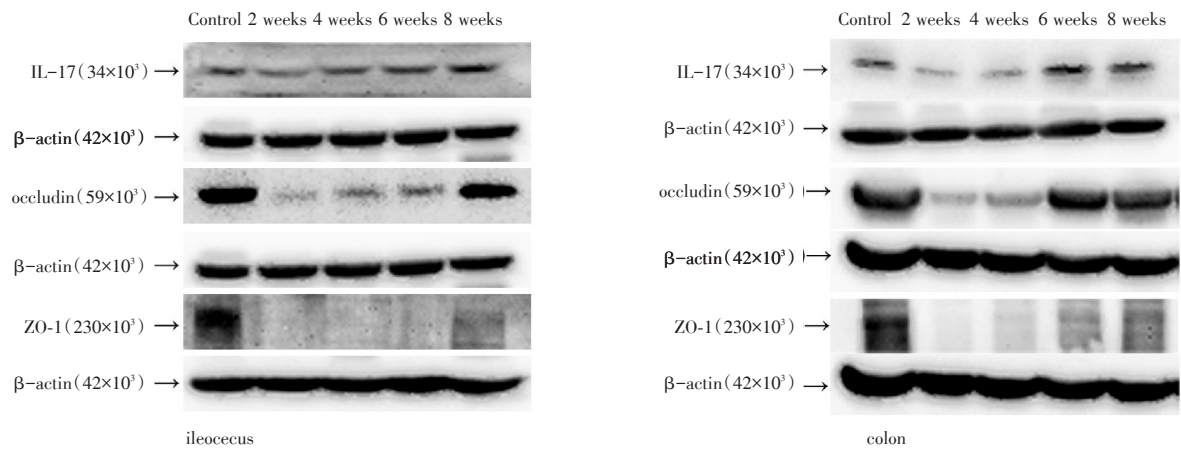 Control 2 weeks 4 weeks 6 weeks 8 weeks
IL-17(34×10³)
β-actin(42×10³)
occludin(59×10³)
β-actin(42×10³)
ZO-1(230×10³)
β-actin(42×10³)
ileocecus
Control 2 weeks 4 weeks 6 weeks 8 weeks
IL-17(34×10³)
β-actin(42×10³)
occludin(59×10³)
β-actin(42×10³)
ZO-1(230×10³)
β-actin(42×10³)
colon